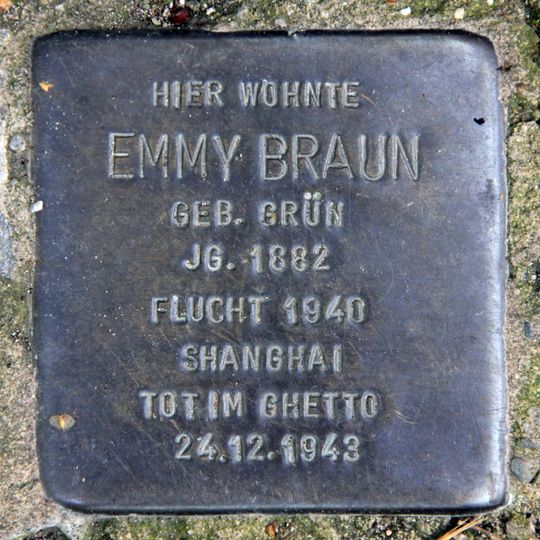 HIER WOHNTE
EMMY BRAUN
GEB. GRÜN
JG. 1882
FLUCHT 1940
SHANGHAI
TOT IM GHETTO
24.12.1943